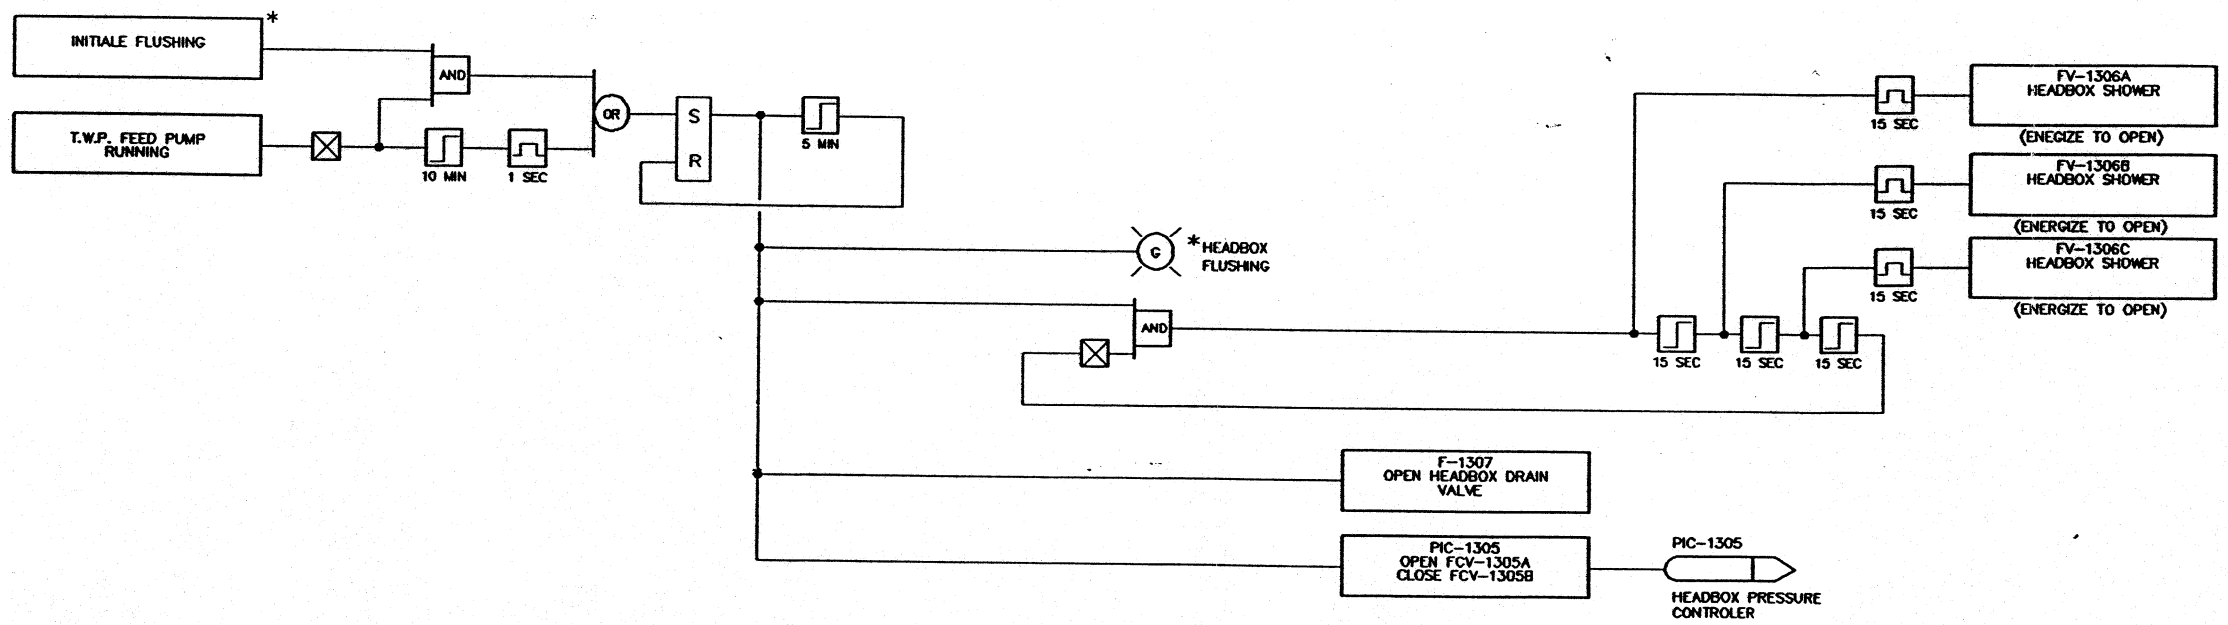 INITIALE FLUSHING
*
AND
T.W.P. FEED PUMP
RUNNING
10 MIN
1 SEC
OR
S
R
5 MIN
G
* HEADBOX
FLUSHING
AND
FV-1306A
HEADBOX SHOWER
15 SEC
(ENEGIZE TO OPEN)
FV-1306B
HEADBOX SHOWER
15 SEC
(ENERGIZE TO OPEN)
FV-1306C
HEADBOX SHOWER
15 SEC
(ENERGIZE TO OPEN)
15 SEC
15 SEC
15 SEC
F-1307
OPEN HEADBOX DRAIN
VALVE
PIC-1305
OPEN FCV-1305A
CLOSE FCV-1305B
PIC-1305
HEADBOX PRESSURE
CONTROLER